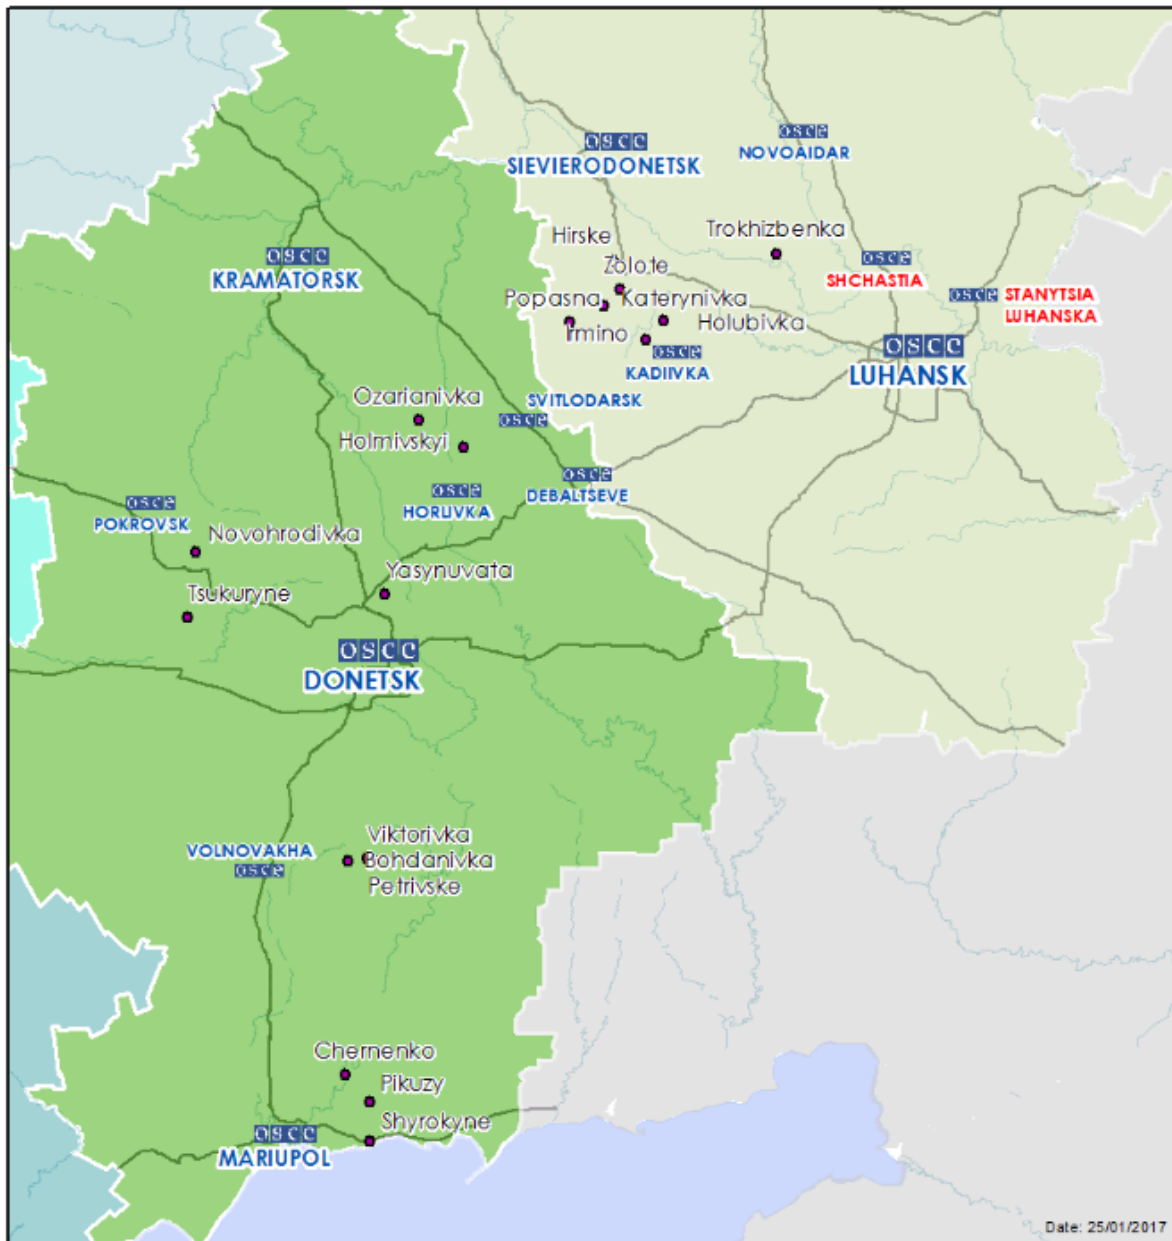 osce
SIEVIERODONETSK
osce
NOVOAIDAR
Trokhizbenka
Hirske
osce
KRAMATORSK
osce
SHCHASTIA
Zolote
osce
STANYTSIA
LUHANSKA
Popasna
Katerynivka
Holubivka
Irmino
osce
KADIIVKA
osce
LUHANSK
Ozarianivka
SVITLODARSK
osce
Holmivskyi
osce
DEBALTSEVE
osce
HORLIVKA
osce
POKROVSK
Novohrodivka
Yasynuvata
Tsukuryne
osce
DONETSK
Viktorivka
VOLNOVAKHA
osce
Bohdanivka
Petrivske
Chernenko
Pikuzy
Shyrokyne
osce
MARIUPOL
Date: 25/01/2017